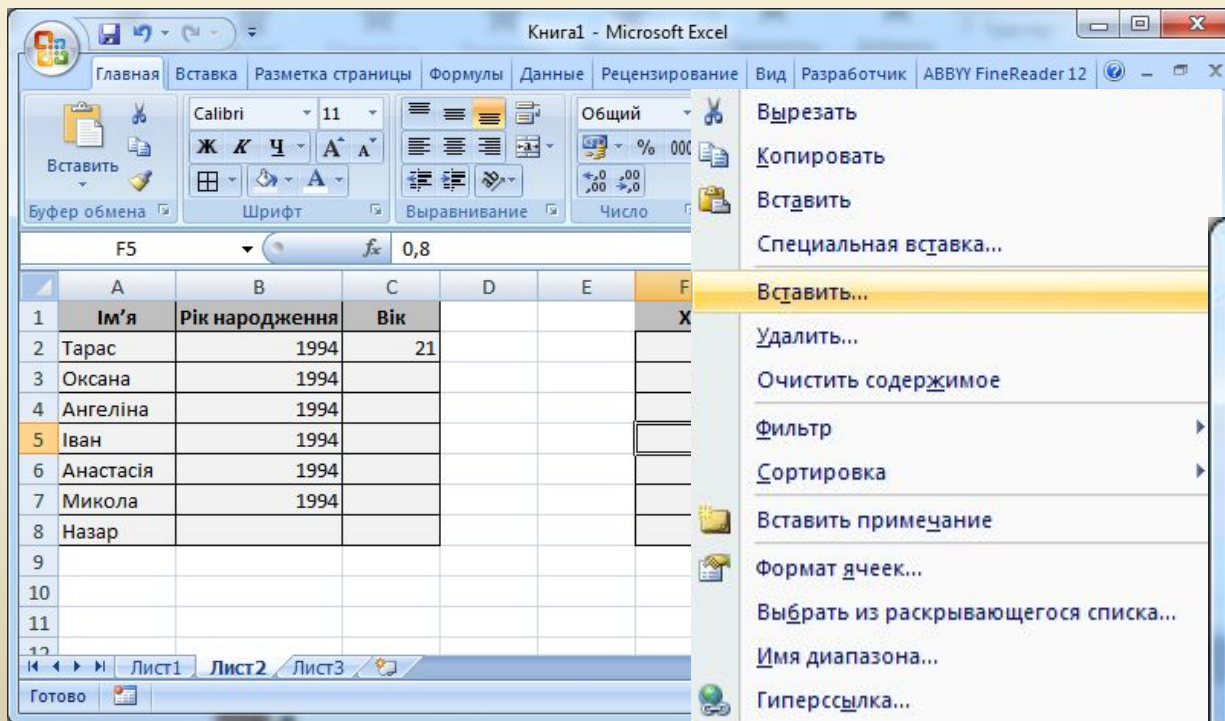 Книга1 - Microsoft Excel
Главная Вставка Разметка страницы Формулы Данные Рецензирование Вид Разработчик ABBYY FineReader 12
Вставить
Calibri 11
Ж К Ч
Общий
% 000
Буфер обмена Шрифт Выравнивание Число
F5 fx 0,8
A B C D E F
1 Ім’я Рік народження Вік X
2 Тарас 1994 21
3 Оксана 1994
4 Ангеліна 1994
5 Іван 1994
6 Анастасія 1994
7 Микола 1994
8 Назар
9
10
11
12
Лист1 Лист2 Лист3
Готово
Вырезать
Копировать
Вставить
Специальная вставка...
Вставить...
Удалить...
Очистить содержимое
Фильтр
Сортировка
Вставить примечание
Формат ячеек...
Выбрать из раскрывающегося списка...
Имя диапазона...
Гиперссылка...